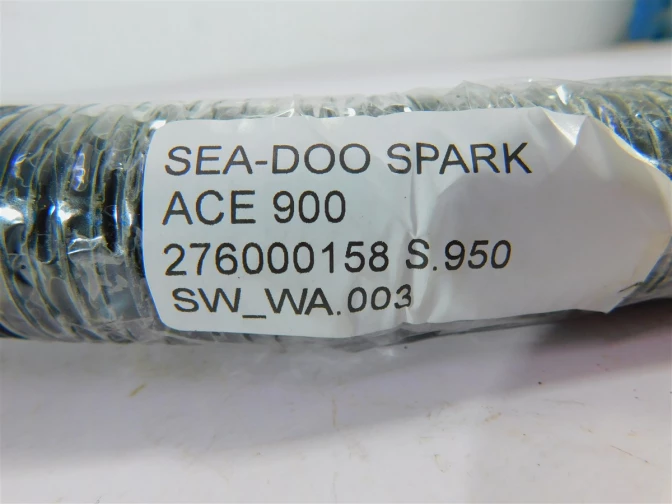 SEA-DOO SPARK
ACE 900
276000158 S.950
SW_WA.003